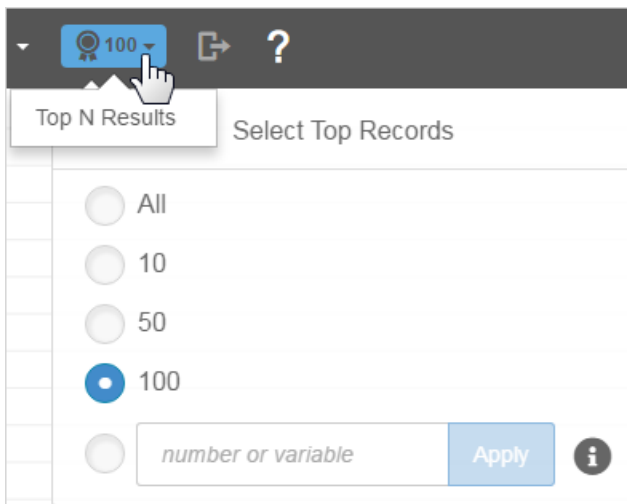 100
?
Top N Results
Select Top Records
All
10
50
100
number or variable Apply i